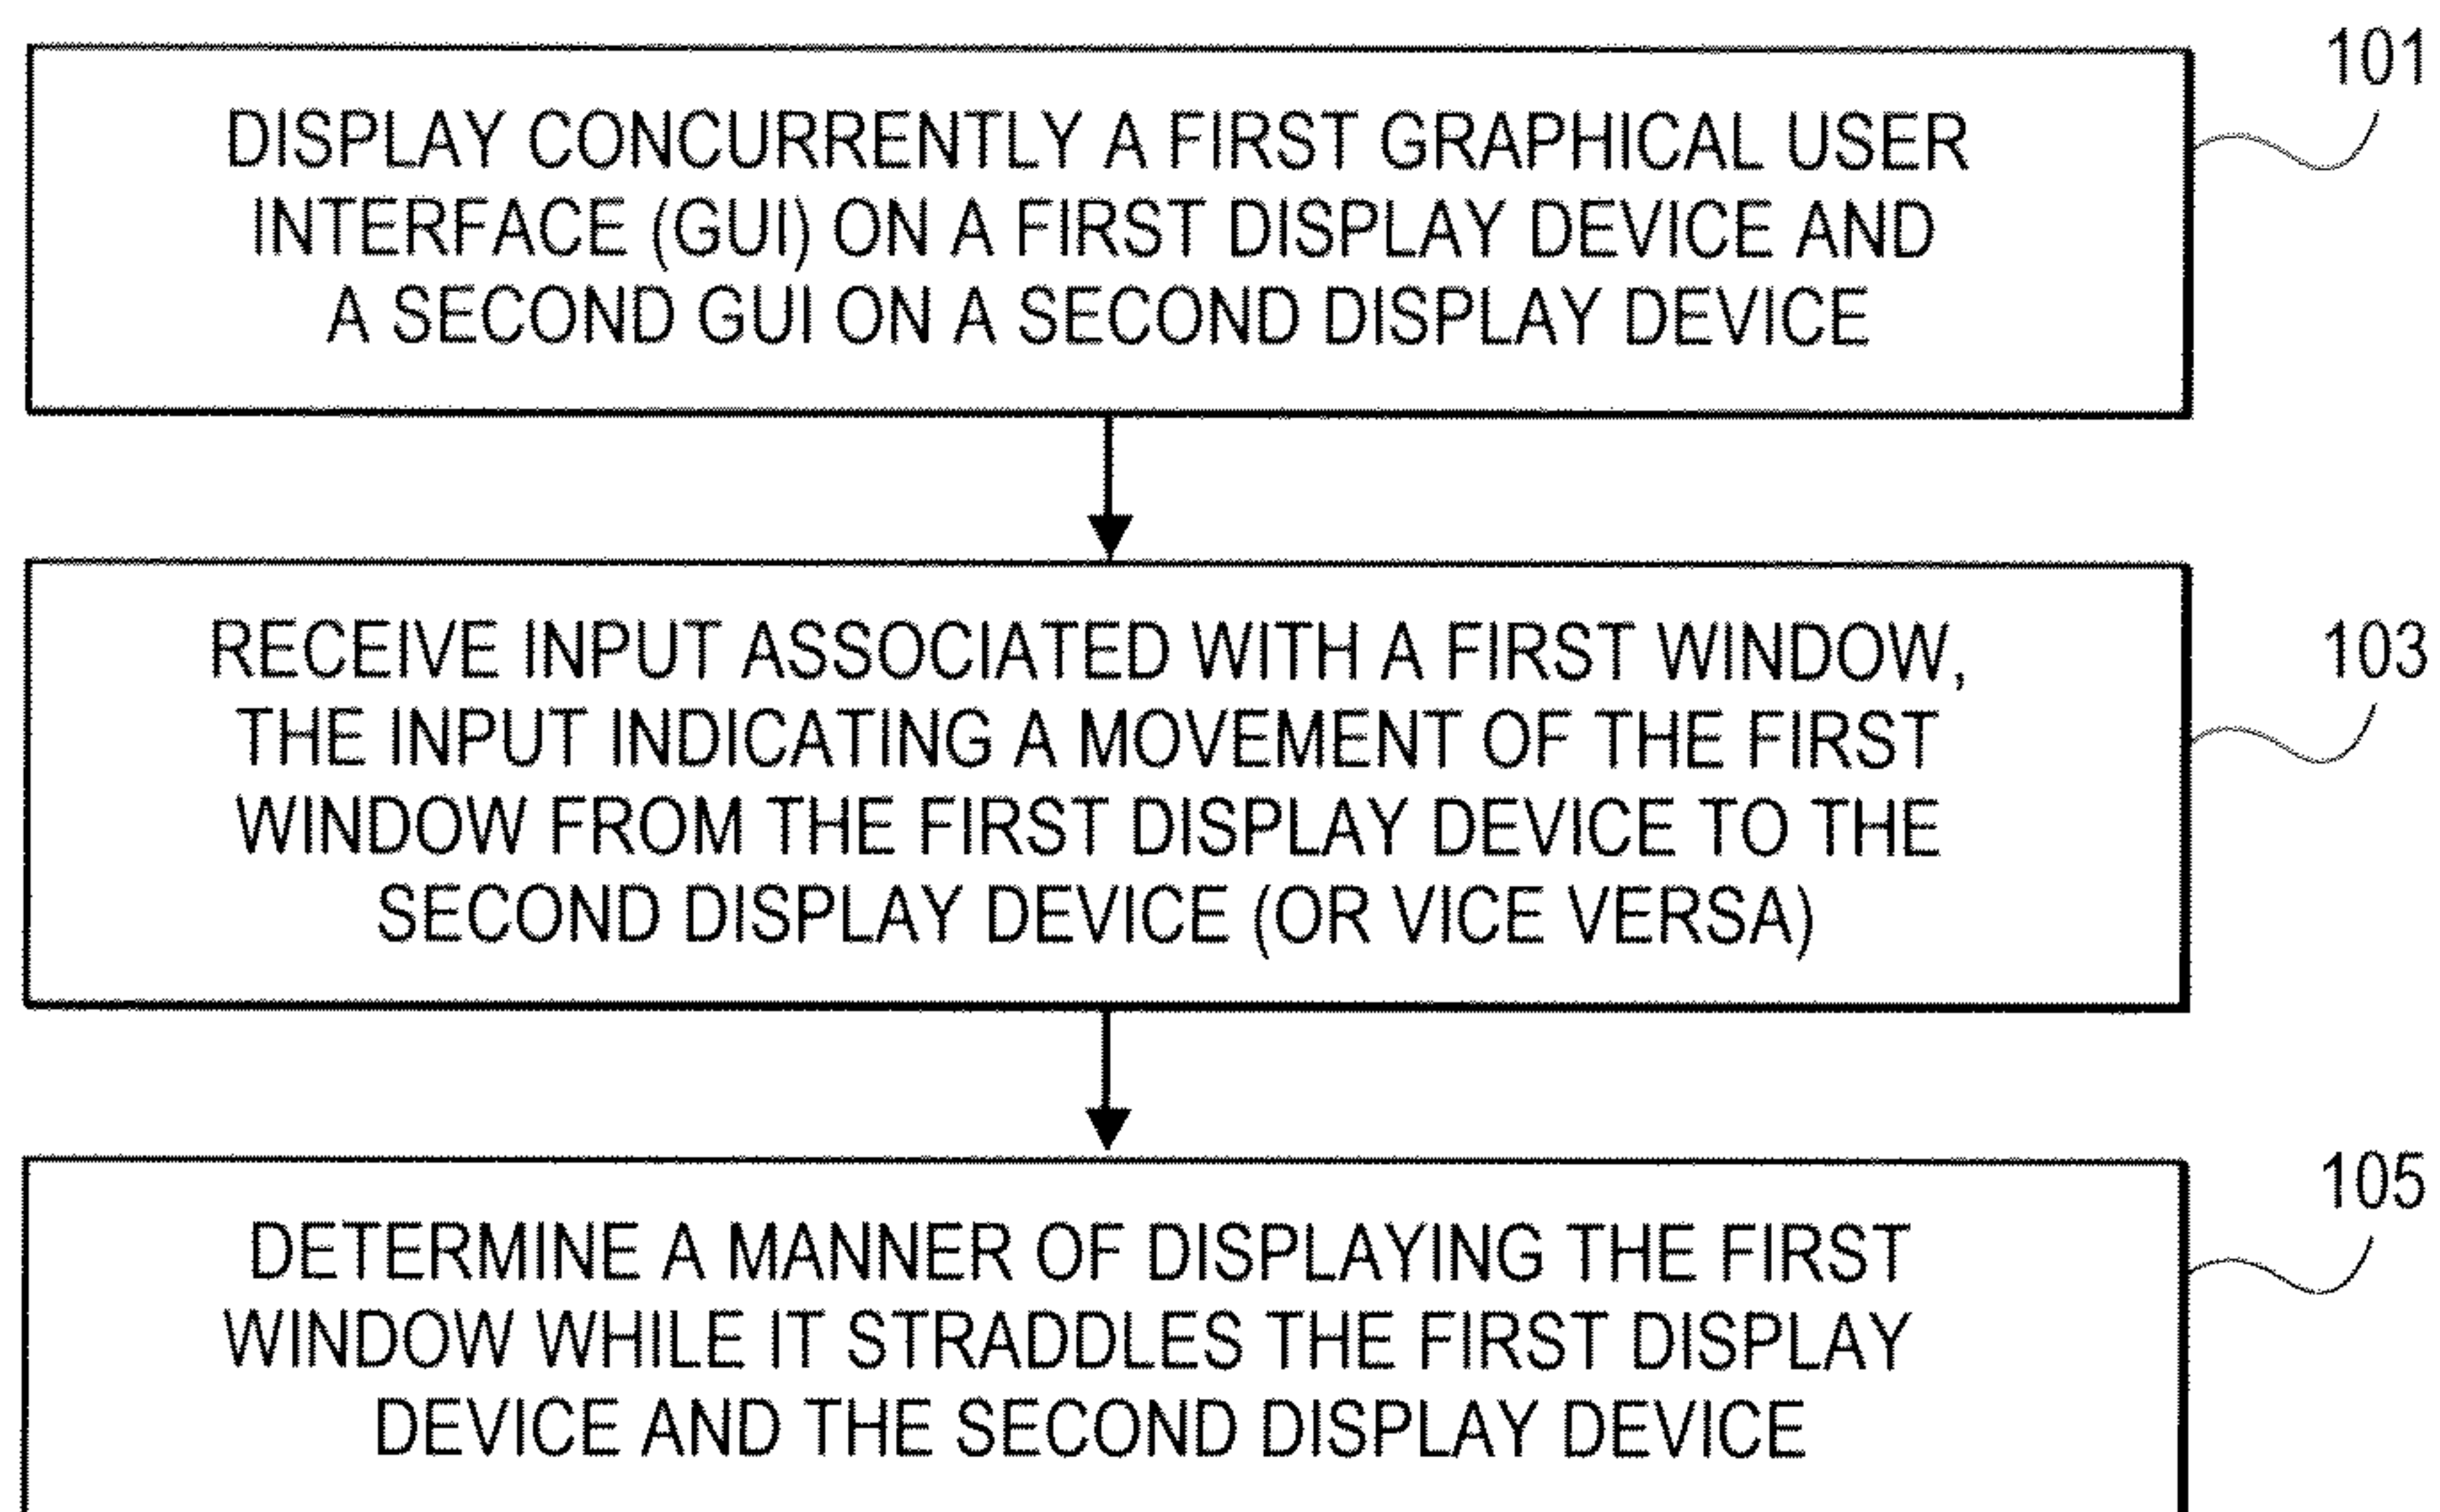 101
DISPLAY CONCURRENTLY A FIRST GRAPHICAL USER
INTERFACE (GUI) ON A FIRST DISPLAY DEVICE AND
A SECOND GUI ON A SECOND DISPLAY DEVICE
103
RECEIVE INPUT ASSOCIATED WITH A FIRST WINDOW,
THE INPUT INDICATING A MOVEMENT OF THE FIRST
WINDOW FROM THE FIRST DISPLAY DEVICE TO THE
SECOND DISPLAY DEVICE (OR VICE VERSA)
105
DETERMINE A MANNER OF DISPLAYING THE FIRST
WINDOW WHILE IT STRADDLES THE FIRST DISPLAY
DEVICE AND THE SECOND DISPLAY DEVICE